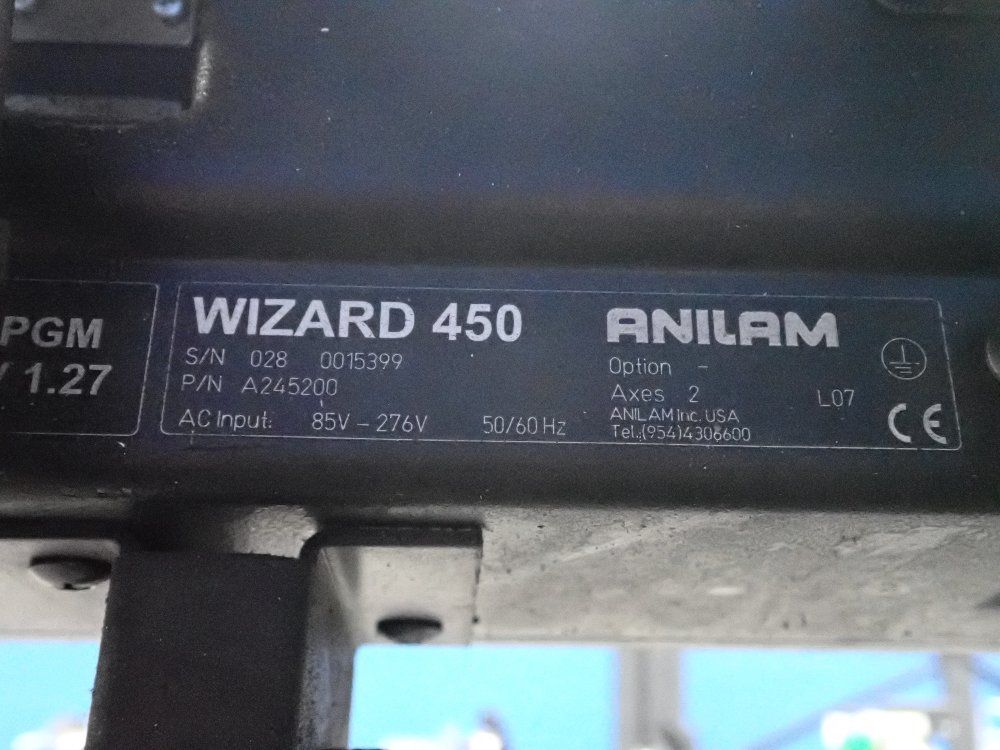 PGM
1.27
WIZARD 450
S/N 028 0015399
P/N A245200
AC Input: 85V – 276V 50/60 Hz
ANILAM
Option -
Axes 2 L07
ANILAM Inc. USA
Tel.:(954)4306600
CE